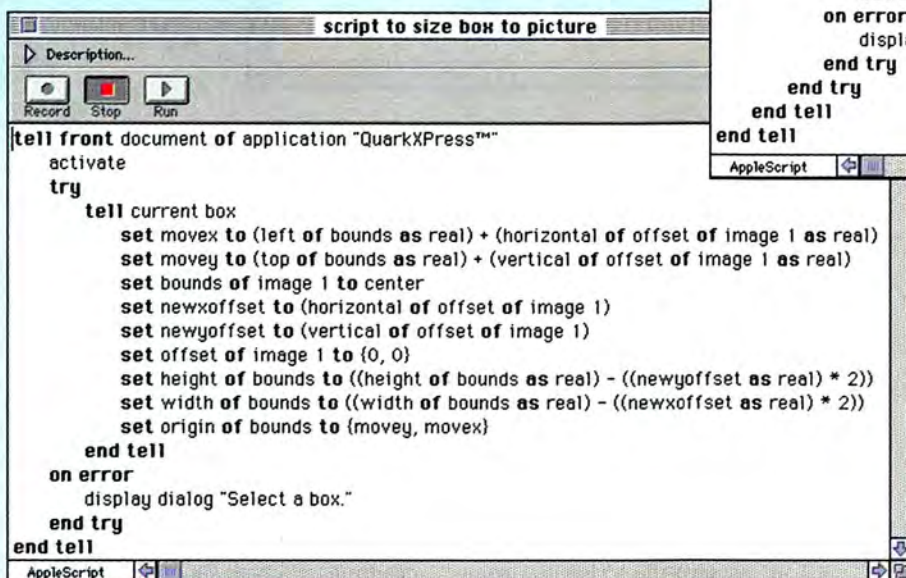 script to size box to picture
Description...
Record Stop Run
tell front document of application "QuarkXPress™"
activate
try
tell current box
set movex to (left of bounds as real) + (horizontal of offset of image 1 as real)
set movey to (top of bounds as real) + (vertical of offset of image 1 as real)
set bounds of image 1 to center
set newxoffset to (horizontal of offset of image 1)
set newyoffset to (vertical of offset of image 1)
set offset of image 1 to {0, 0}
set height of bounds to ((height of bounds as real) - ((newyoffset as real) * 2))
set width of bounds to ((width of bounds as real) - ((newxoffset as real) * 2))
set origin of bounds to {movey, movex}
end tell
on error
display dialog "Select a box."
end try
end tell
AppleScript
on error
end try
end try
end tell
end tell
AppleScript